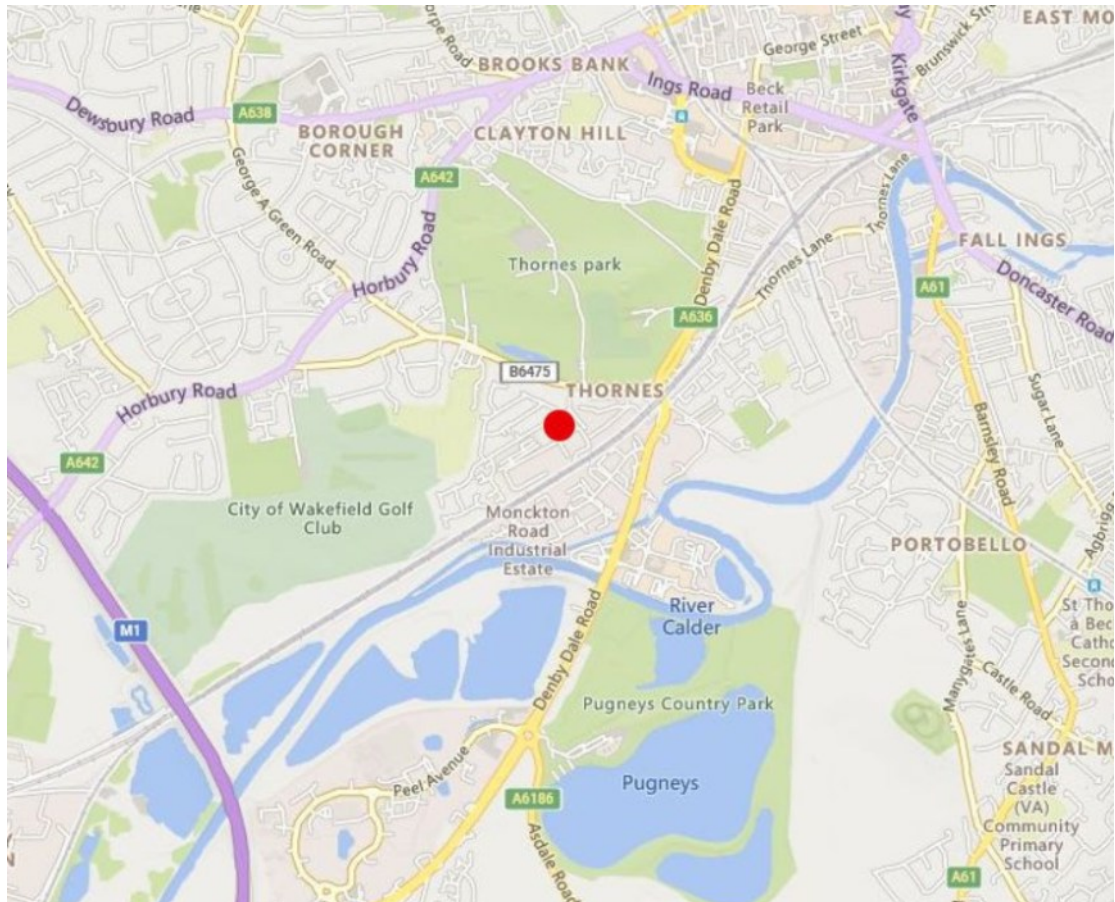 EAST MO
George Street
Brunswick Str
Kirkgate
BROOKS BANK
Ings Road
Beck
Retail
Park
Dewsbury Road
A638
BOROUGH
CORNER
CLAYTON HILL
A642
George A Green Road
Horbury Road
Thornes park
Denby Dale Road
Thornes Lane
Thornes Lane
FALL INGS
A61
Doncaster Road
A636
B6475
THORNES
Horbury Road
A642
Barnsley Road
Sugar Lane
City of Wakefield Golf
Club
Monckton
Road
Industrial
Estate
PORTOBELLO
Agbrig
M1
River
Calder
Denby Dale Road
St Tho
à Bec
Catho
Second
Scho
Manygates Lane
Castle Road
Pugneys Country Park
SANDAL M
Sandal
Castle
(VA)
Community
Primary
School
Peel Avenue
Pugneys
A6186
Asdale Road
A61